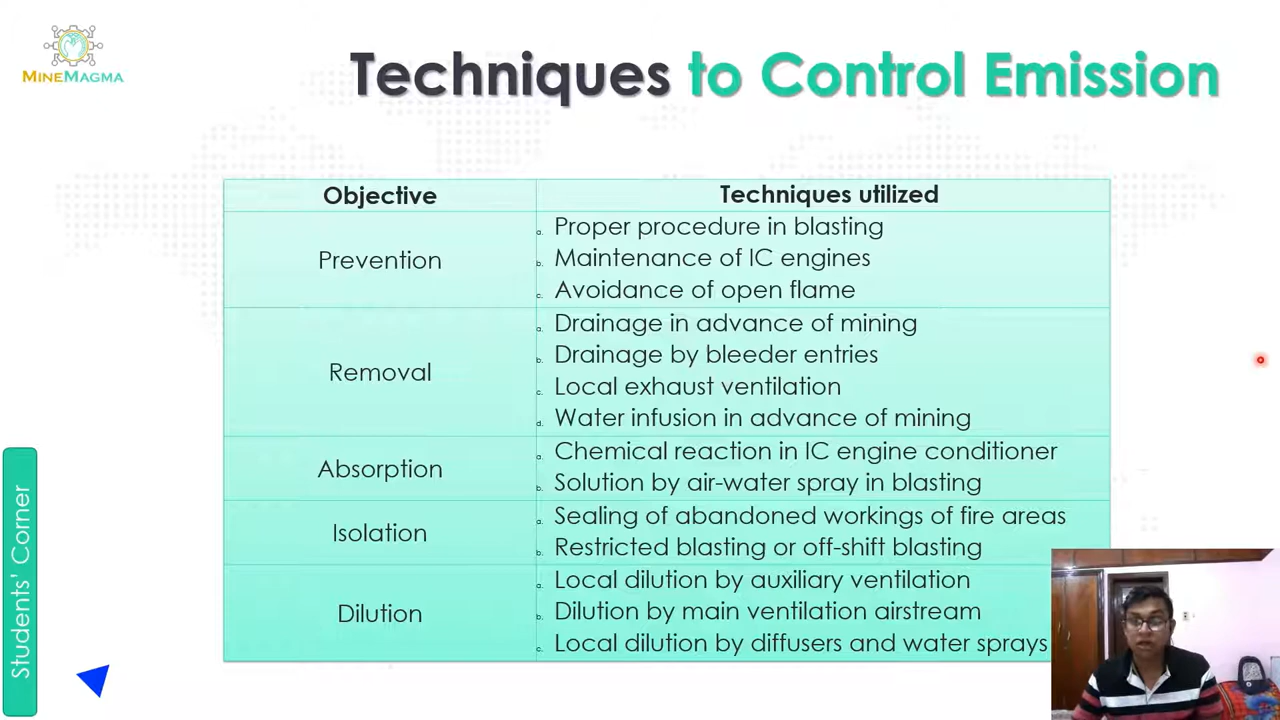 MINEMAGMA
Techniques to Control Emission
Objective Techniques utilized
Prevention
a. Proper procedure in blasting
b. Maintenance of IC engines
c. Avoidance of open flame
Removal
a. Drainage in advance of mining
b. Drainage by bleeder entries
c. Local exhaust ventilation
d. Water infusion in advance of mining
Absorption
a. Chemical reaction in IC engine conditioner
b. Solution by air-water spray in blasting
Isolation
a. Sealing of abandoned workings of fire areas
b. Restricted blasting or off-shift blasting
Dilution
a. Local dilution by auxiliary ventilation
b. Dilution by main ventilation airstream
c. Local dilution by diffusers and water sprays
Students' Corner